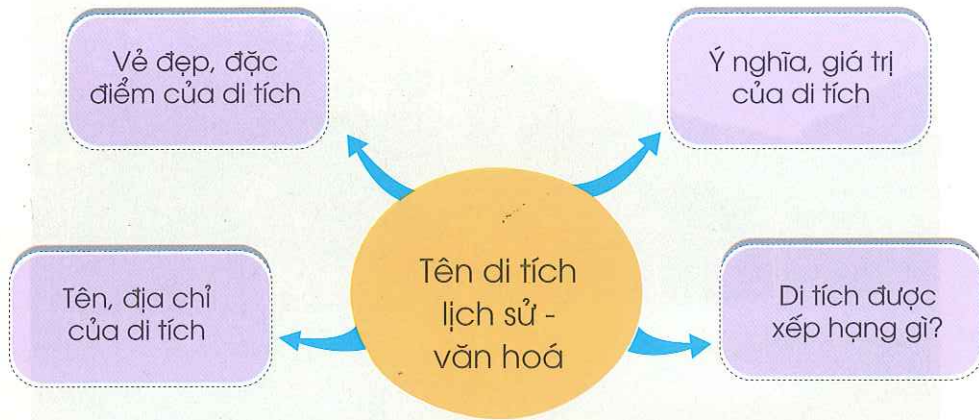 Vẻ đẹp, đặc
điểm của di tích
Ý nghĩa, giá trị
của di tích
Tên, địa chỉ
của di tích
Tên di tích
lịch sử -
văn hoá
Di tích được
xếp hạng gì?